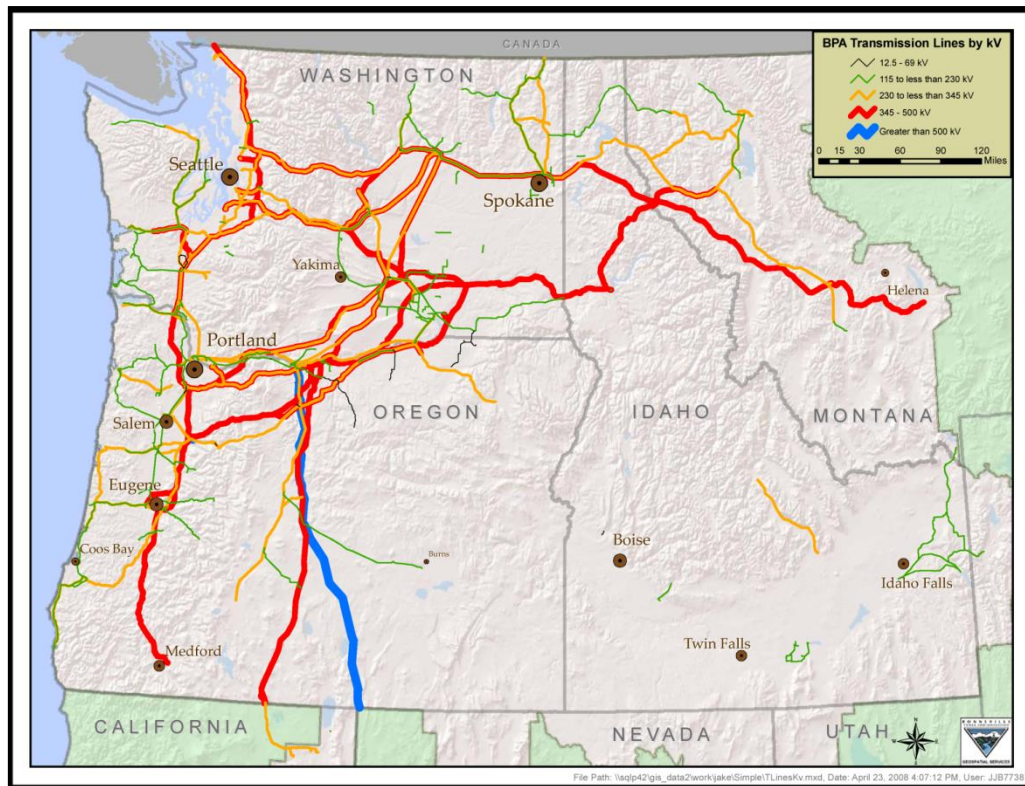 CANADA
BPA Transmission Lines by kV
12.5 - 69 kV
115 to less than 230 kV
230 to less than 345 kV
345 - 500 kV
Greater than 500 kV
0 15 30 60 90 120
Miles
WASHINGTON
Seattle
Spokane
Yakima
Helena
Portland
OREGON
IDAHO
MONTANA
Salem
Eugene
Coos Bay
Burns
Boise
Idaho Falls
Medford
Twin Falls
CALIFORNIA
NEVADA
UTAH
BONNEVILLE
GEOSPATIAL SERVICES
File Path: \\sqlp42\gis_data2\work\jake\Simple\TLinesKv.mxd, Date: April 23, 2008 4:07:12 PM, User: JJB7738